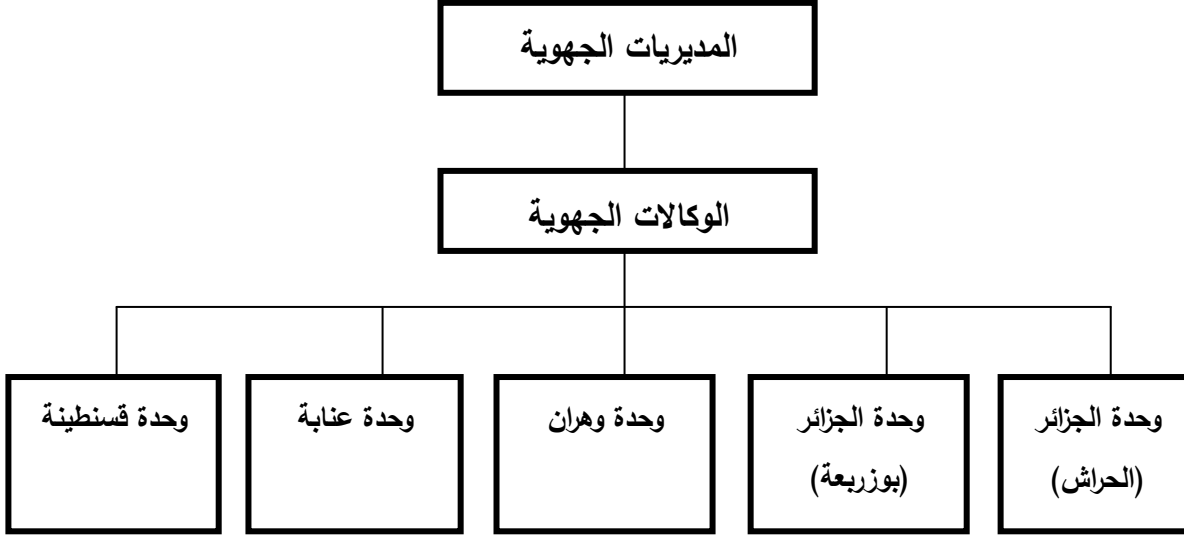 المديريات الجهوية
الوكالات الجهوية
وحدة الجزائر
(الحراش)
وحدة الجزائر
(بوزريعة)
وحدة وهران
وحدة عنابة
وحدة قسنطينة